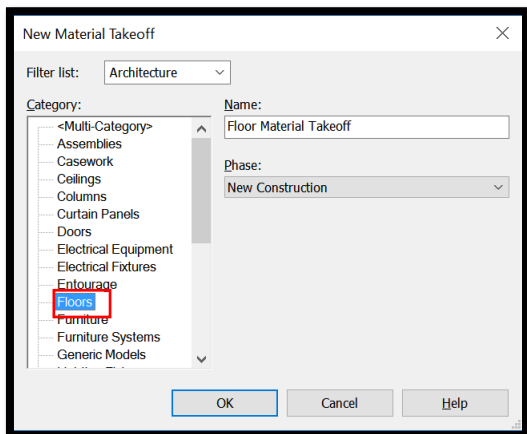 New Material Takeoff
Filter list: Architecture
Category:
<Multi-Category>
Assemblies
Casework
Ceilings
Columns
Curtain Panels
Doors
Electrical Equipment
Electrical Fixtures
Entourage
Floors
Furniture
Furniture Systems
Generic Models
Name:
Floor Material Takeoff
Phase:
New Construction
OK Cancel Help